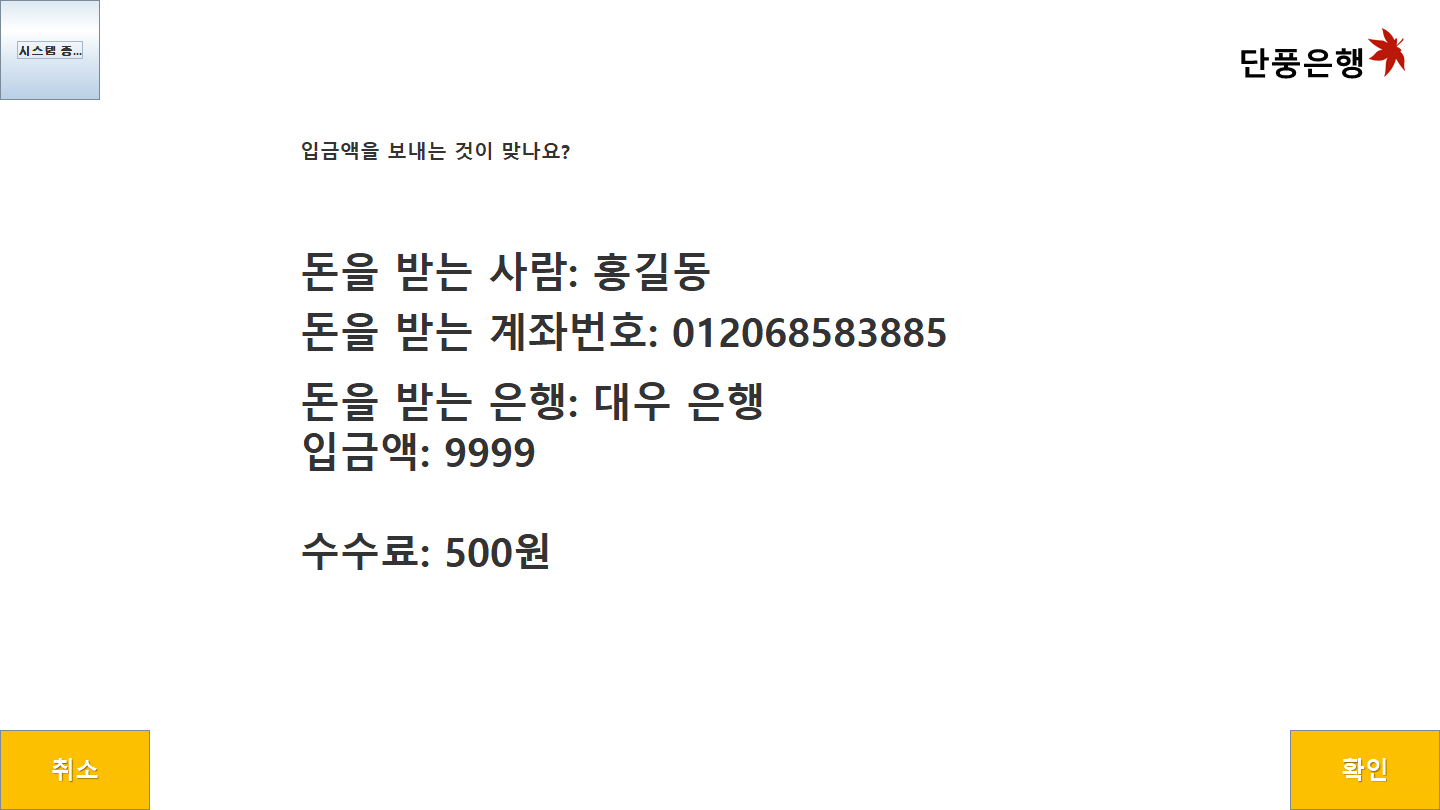 시스템 종...
단풍은행
입금액을 보내는 것이 맞나요?
돈을 받는 사람: 홍길동
돈을 받는 계좌번호: 012068583885
돈을 받는 은행: 대우 은행
입금액: 9999
수수료: 500원
취소
확인